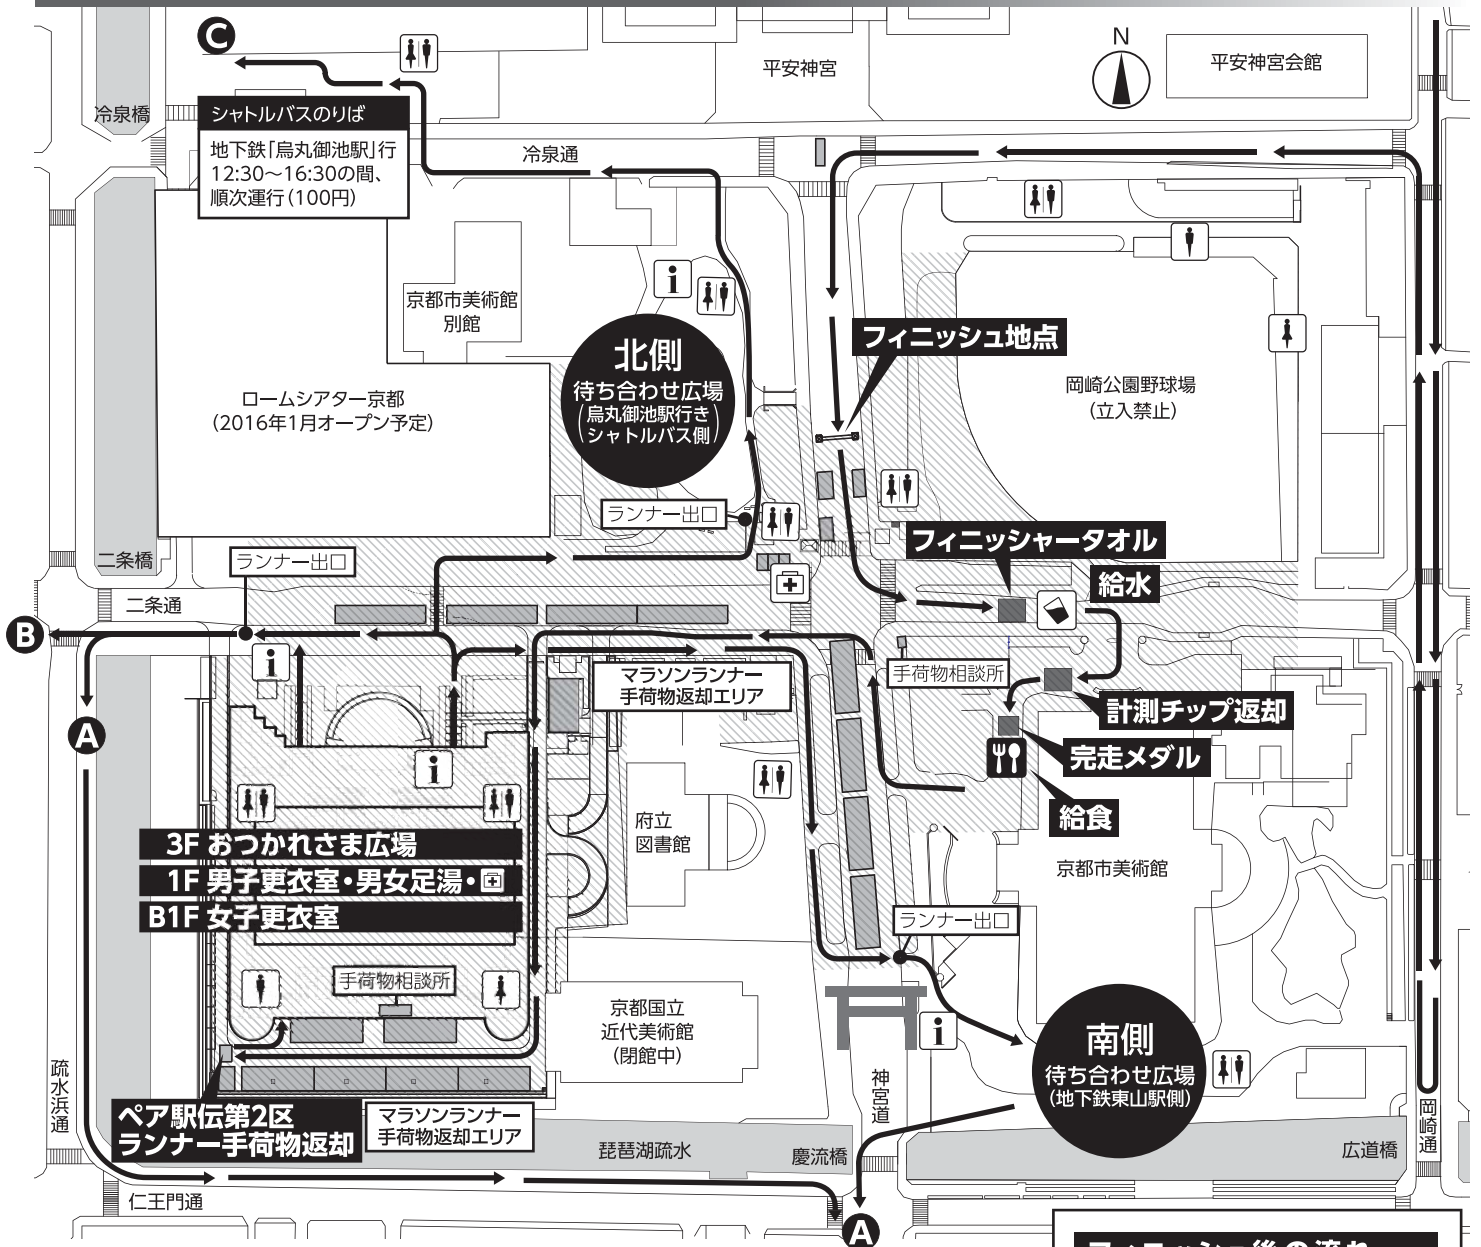 C
N
平安神宮
平安神宮会館
冷泉橋
シャトルバスのりば
地下鉄「烏丸御池駅」行
12:30～16:30の間、
順次運行（100円）
冷泉通
i
京都市美術館
別館
北側
待ち合わせ広場
（烏丸御池駅行き
シャトルバス側）
フィニッシュ地点
岡崎公園野球場
（立入禁止）
ロームシアター京都
（2016年1月オープン予定）
ランナー出口
フィニッシャータオル
給水
二条橋
ランナー出口
二条通
B
i
手荷物相談所
マラソンランナー
手荷物返却エリア
計測チップ返却
完走メダル
A
i
給食
府立
図書館
3F おつかれさま広場
1F 男子更衣室・男女足湯・
B1F 女子更衣室
京都市美術館
ランナー出口
手荷物相談所
京都国立
近代美術館
（閉館中）
i
南側
待ち合わせ広場
（地下鉄東山駅側）
疏水浜通
神宮道
岡崎通
ペア駅伝第2区
ランナー手荷物返却
マラソンランナー
手荷物返却エリア
琵琶湖疏水
慶流橋
広道橋
仁王門通
A
フィニッシュ後の流れ